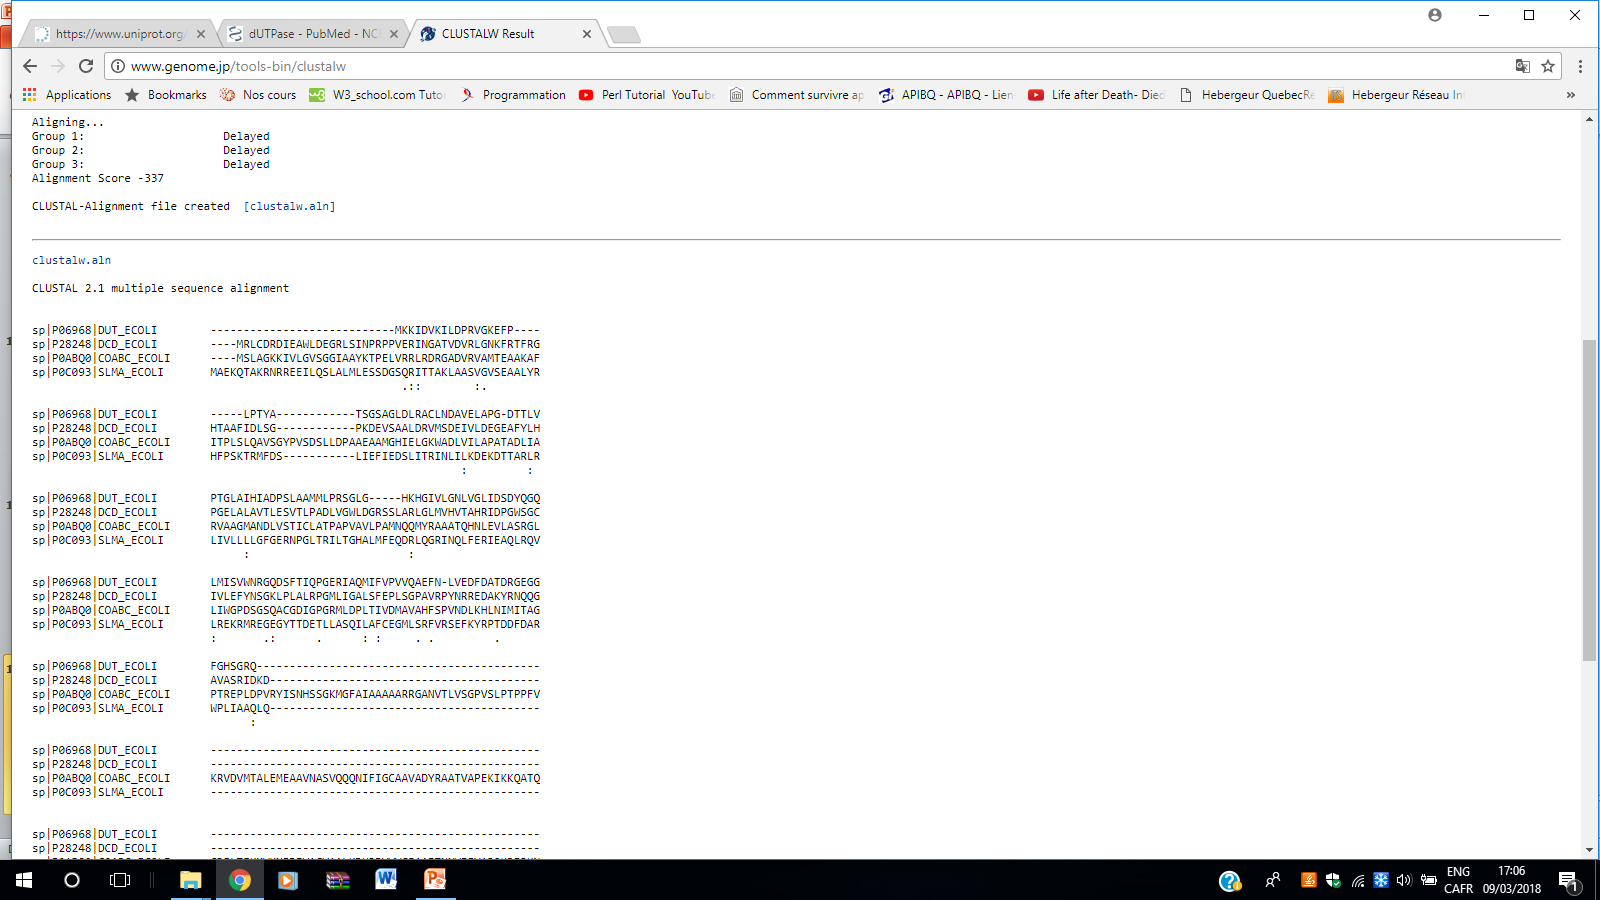 https://www.uniprot.org/
dUTPase - PubMed - NC
CLUSTALW Result
www.genome.jp/tools-bin/clustalw
Applications Bookmarks Nos cours W3_school.com Tuto Programmation Perl Tutorial YouTub Comment survivre ap APIBQ - APIBQ - Lien Life after Death- Died Hebergeur QuebecRe Hebergeur Réseau In »
Aligning...
Group 1: Delayed
Group 2: Delayed
Group 3: Delayed
Alignment Score -337
CLUSTAL-Alignment file created [clustalw.aln]
clustalw.aln
CLUSTAL 2.1 multiple sequence alignment
sp|P06968|DUT_ECOLI ----------------------------MKKIDVKILDPRVGKEFP----
sp|P28248|DCD_ECOLI ----MRLCDRDIEAWLDEGRLSINPRPPVERINGATVDVRLGNKFRTFRG
sp|P0ABQ0|COABC_ECOLI ----MSLAGKKIVLGVSGGIAAYKTPELVRRLRDRGADVRVAMTEAAKAF
sp|P0C093|SLMA_ECOLI MAEKQTAKRNRREEILQSLALMLESSDGSQRITTAKLAASVGVSEAALYR
.:: :.
sp|P06968|DUT_ECOLI -----LPTYA------------TSGSAGLDLRACLNDAVELAPG-DTTLV
sp|P28248|DCD_ECOLI HTAAFIDLSG------------PKDEVSAALDRVMSDEIVLDEGEAFYLH
sp|P0ABQ0|COABC_ECOLI ITPLSLQAVSGYPVSDSLLDPAAEAAMGHIELGKWADLVILAPATADLIA
sp|P0C093|SLMA_ECOLI HFPSKTRMFDS-----------LIEFIEDSLITRINLILKDEKDTTARLR
: :
sp|P06968|DUT_ECOLI PTGLAIHIADPSLAAMMLPRSGLG-----HKHGIVLGNLVGLIDSDYQGQ
sp|P28248|DCD_ECOLI PGELALAVTLESVTLPADLVGWLDGRSSLARLGLMVHVTAHRIDPGWSGC
sp|P0ABQ0|COABC_ECOLI RVAAGMANDLVSTICLATPAPVAVLPAMNQQMYRAAATQHNLEVLASRGL
sp|P0C093|SLMA_ECOLI LIVLLLLGFGERNPGLTRILTGHALMFEQDRLQGRINQLFERIEAQLRQV
: :
sp|P06968|DUT_ECOLI LMISVWNRGQDSFTIQPGERIAQMIFVPVVQAEFN-LVEDFDATDRGEGG
sp|P28248|DCD_ECOLI IVLEFYNSGKLPLALRPGMLIGALSFEPLSGPAVRPYNRREDAKYRNQQG
sp|P0ABQ0|COABC_ECOLI LIWGPDSGSQACGDIGPGRMLDPLTIVDMAVAHFSPVNDLKHLNIMITAG
sp|P0C093|SLMA_ECOLI LREKRMREGEGYTTDETLLASQILAFCEGMLSRFVRSEFKYRPTDDFDAR
: .: . : : . . .
sp|P06968|DUT_ECOLI FGHSGRQ-------------------------------------------
sp|P28248|DCD_ECOLI AVASRIDKD-----------------------------------------
sp|P0ABQ0|COABC_ECOLI PTREPLDPVRYISNHSSGKMGFAIAAAAARRGANVTLVSGPVSLPTPPFV
sp|P0C093|SLMA_ECOLI WPLIAAQLQ-----------------------------------------
:
sp|P06968|DUT_ECOLI --------------------------------------------------
sp|P28248|DCD_ECOLI --------------------------------------------------
sp|P0ABQ0|COABC_ECOLI KRVDVMTALEMEAAVNASVQQQNIFIGCAAVADYRAATVAPEKIKKQATQ
sp|P0C093|SLMA_ECOLI --------------------------------------------------
sp|P06968|DUT_ECOLI --------------------------------------------------
sp|P28248|DCD_ECOLI --------------------------------------------------
ENG 17:06
CAFR 09/03/2018
1